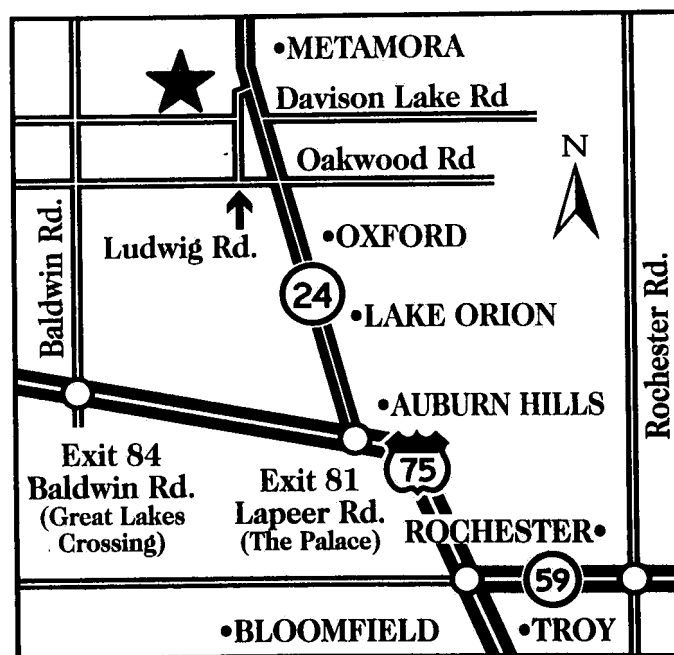 •METAMORA
Davison Lake Rd
Oakwood Rd
N
Ludwig Rd.
•OXFORD
Baldwin Rd.
24
•LAKE ORION
Rochester Rd.
•AUBURN HILLS
Exit 84
Baldwin Rd.
(Great Lakes
Crossing)
Exit 81
Lapeer Rd.
(The Palace)
75
ROCHESTER•
59
•BLOOMFIELD
•TROY